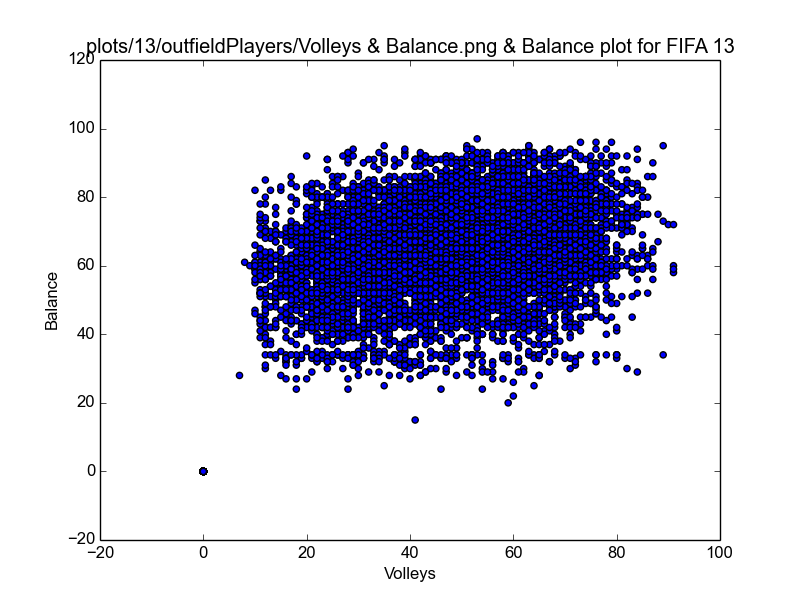 plots/13/outfieldPlayers/Volleys & Balance.png & Balance plot for FIFA 13
120
100
80
60
40
20
0
−20
Balance
−20 0 20 40 60 80 100
Volleys